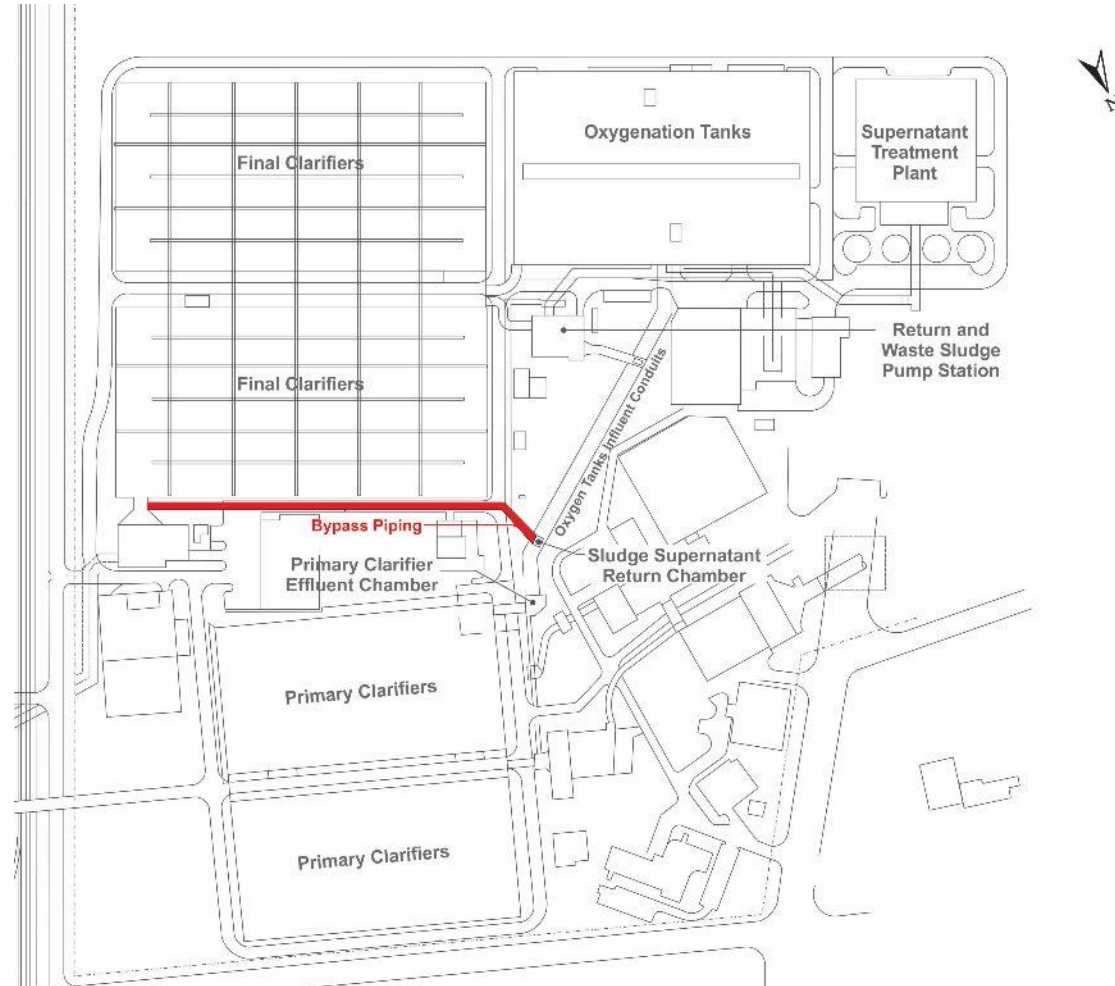 Final Clarifiers
Oxygenation Tanks
Supernatant
Treatment
Plant
Final Clarifiers
Oxygen Tanks Influent Conduits
Return and
Waste Sludge
Pump Station
Bypass Piping
Primary Clarifier
Effluent Chamber
Sludge Supernatant
Return Chamber
Primary Clarifiers
Primary Clarifiers